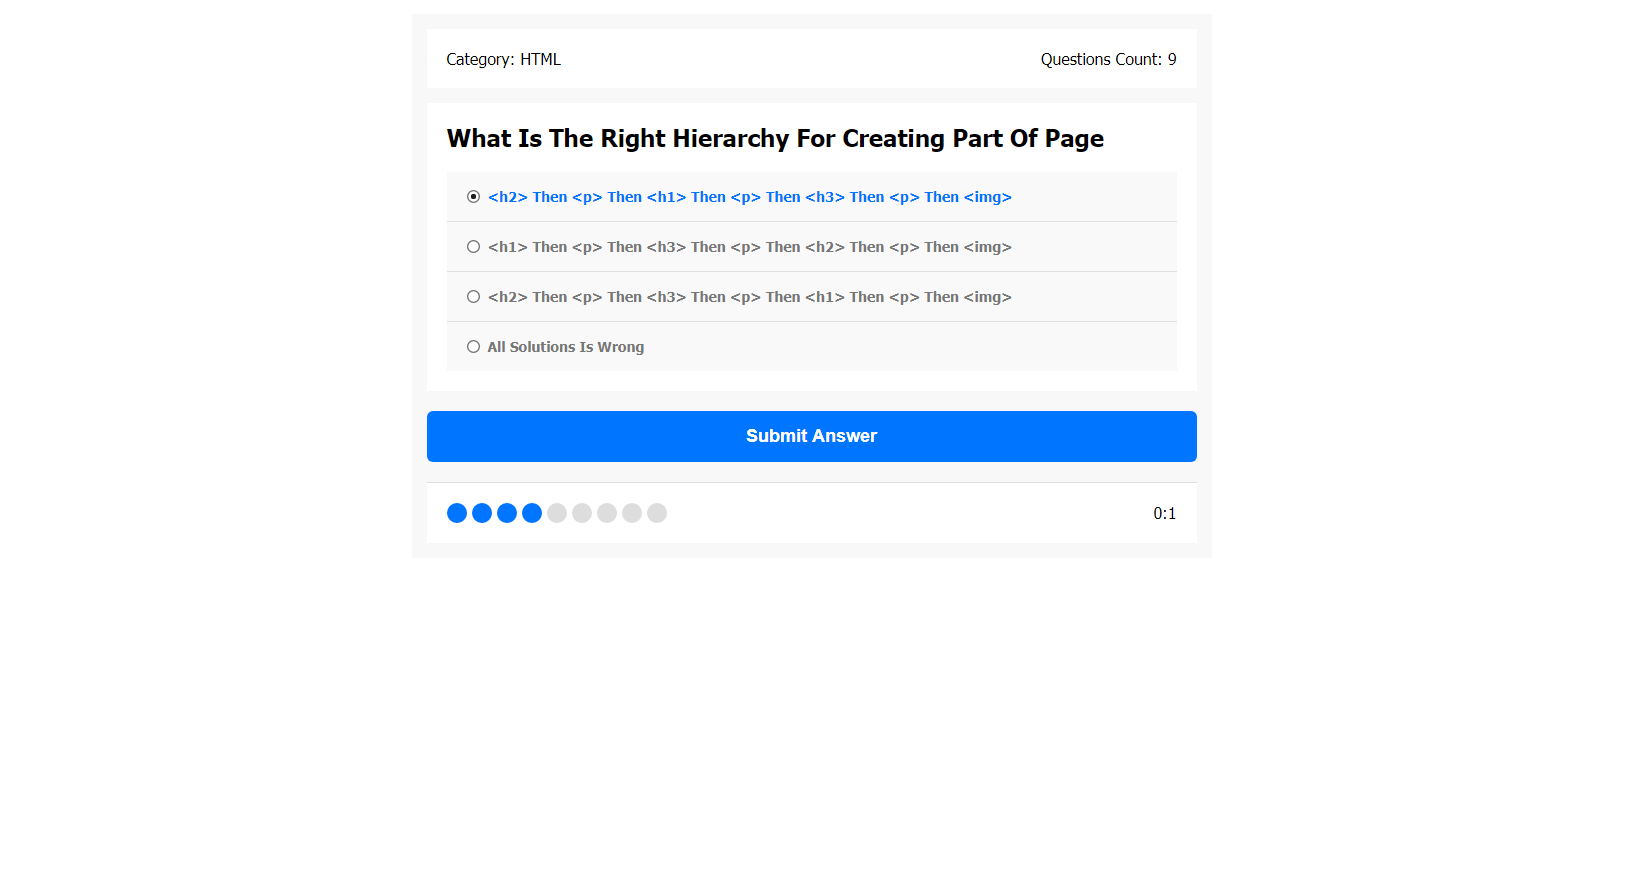 Category: HTML
Questions Count: 9
What Is The Right Hierarchy For Creating Part Of Page
<h2> Then <p> Then <h1> Then <p> Then <h3> Then <p> Then <img>
<h1> Then <p> Then <h3> Then <p> Then <h2> Then <p> Then <img>
<h2> Then <p> Then <h3> Then <p> Then <h1> Then <p> Then <img>
All Solutions Is Wrong
Submit Answer
0:1